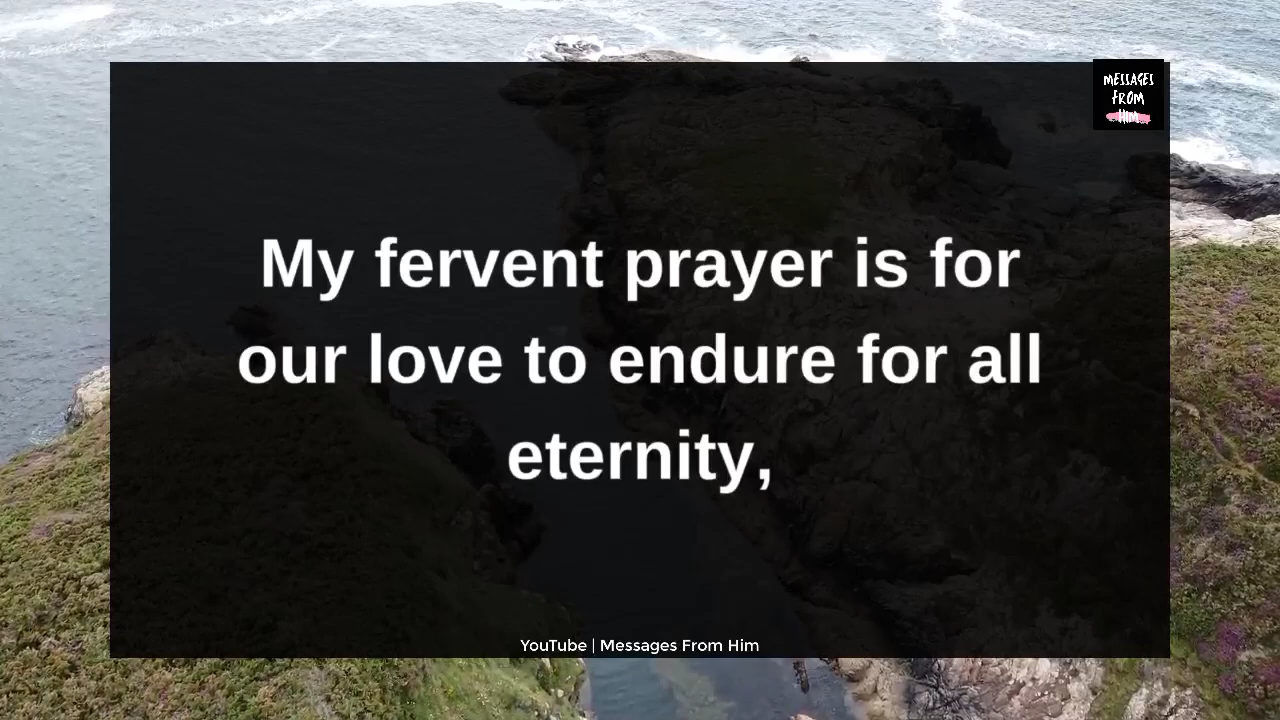 MESSAGES
FROM
HIM
My fervent prayer is for
our love to endure for all
eternity,
YouTube | Messages From Him